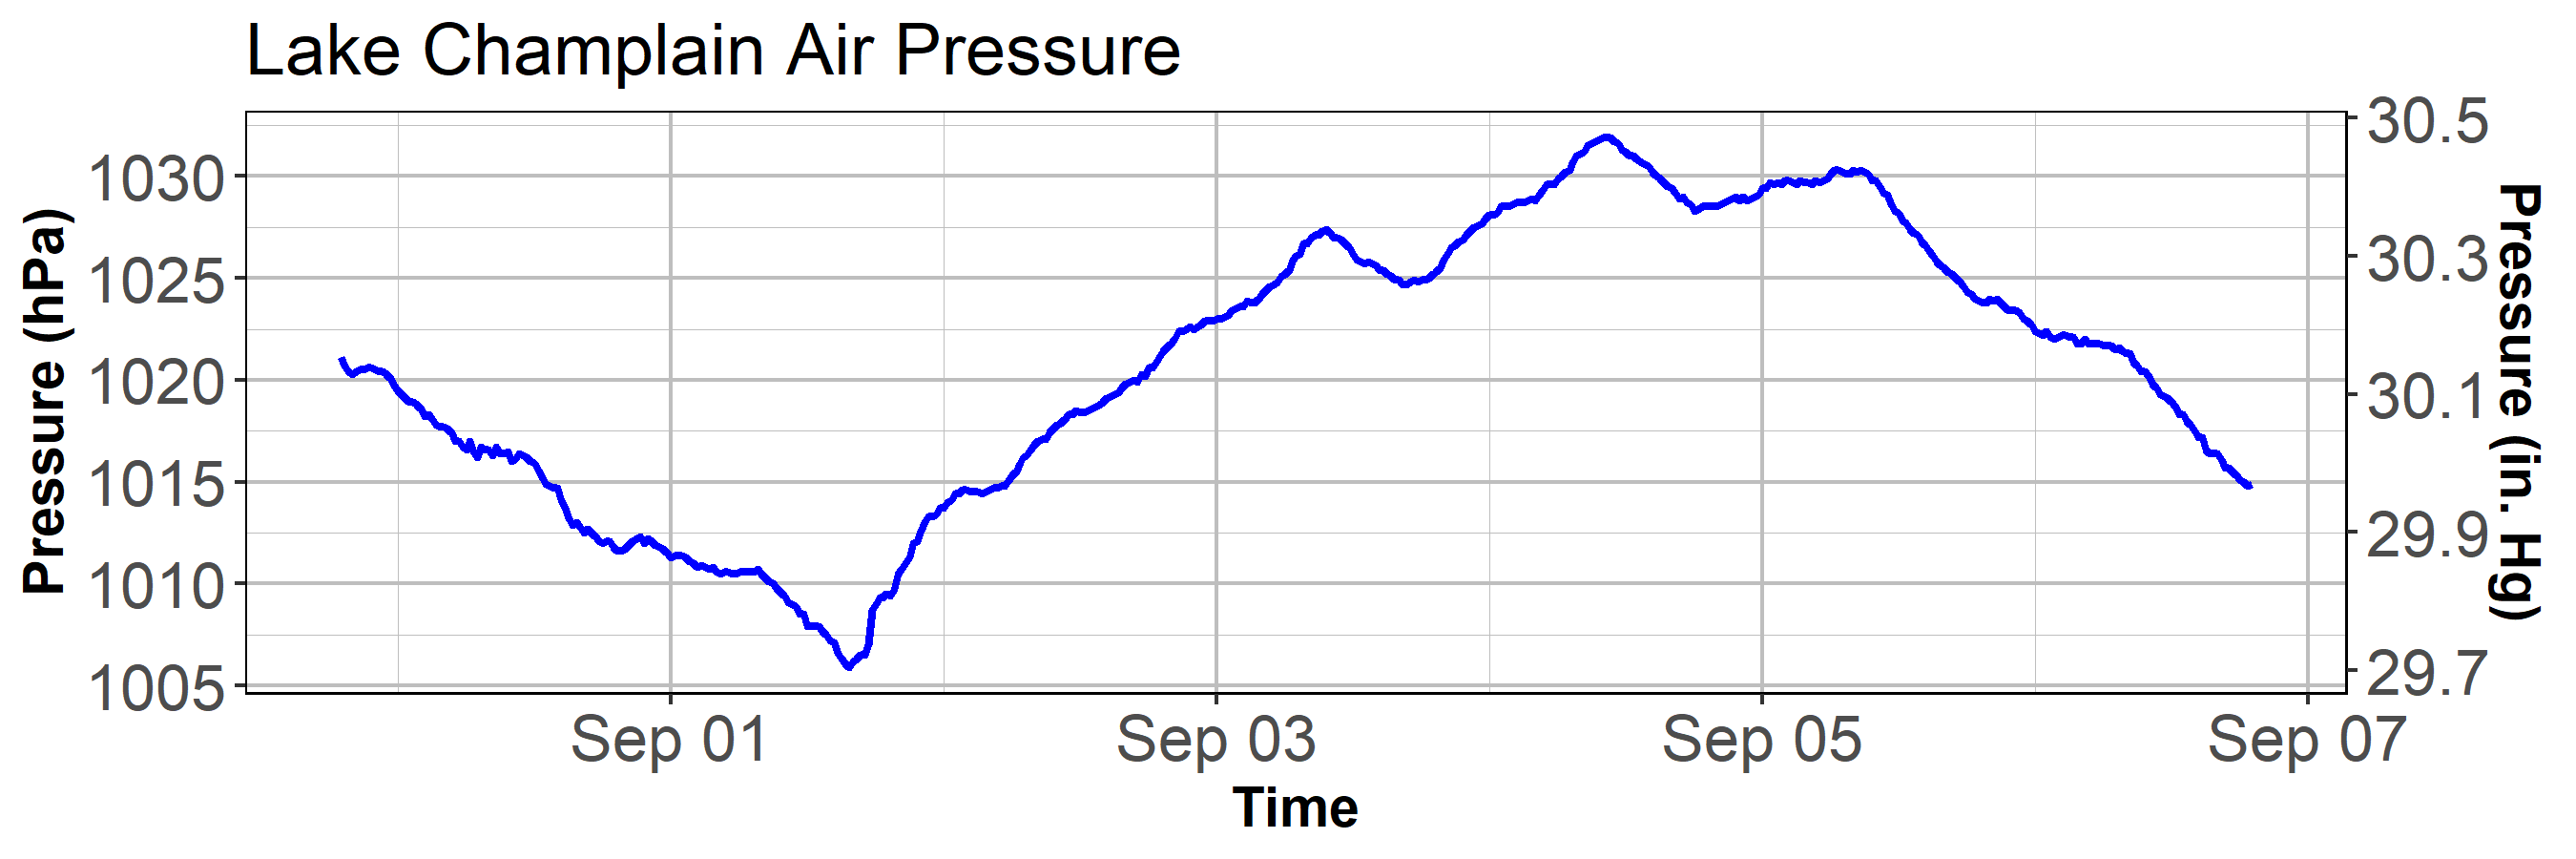 Lake Champlain Air Pressure
Pressure (hPa)
1030
1025
1020
1015
1010
1005
30.5
30.3
30.1
29.9
29.7
Pressure (in. Hg)
Sep 01 Sep 03 Sep 05 Sep 07
Time